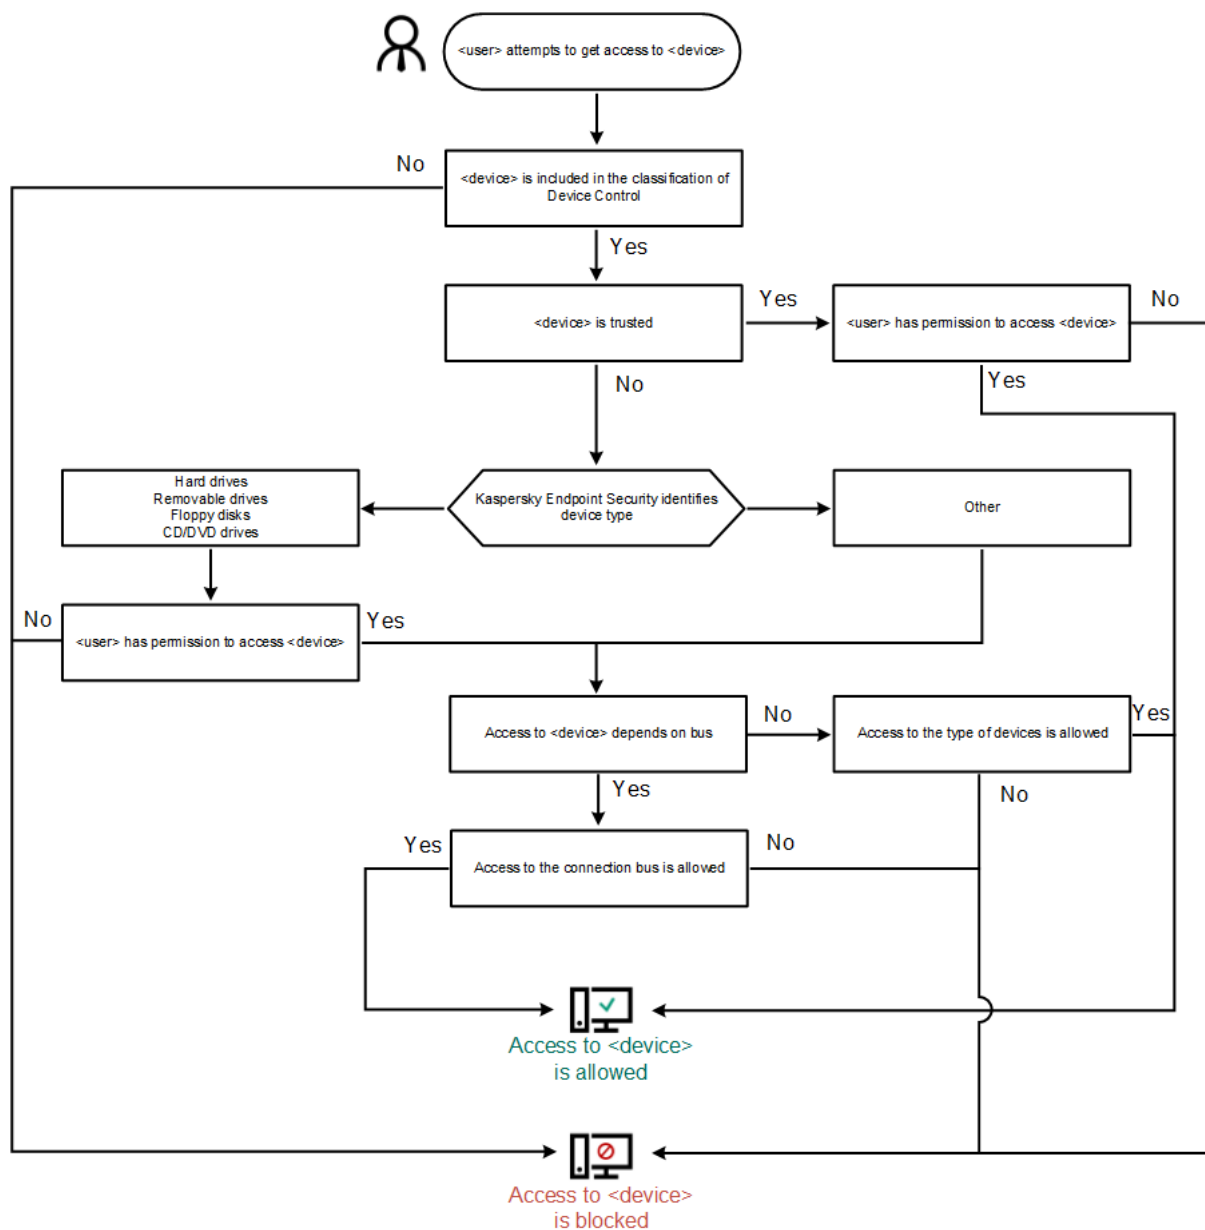 <user> attempts to get access to <device>
No
<device> is included in the classification of
Device Control
Yes
<device> is trusted
Yes
<user> has permission to access <device>
No
No
Yes
Hard drives
Removable drives
Floppy disks
CD/DVD drives
Kaspersky Endpoint Security identifies
device type
Other
No
<user> has permission to access <device>
Yes
Access to <device> depends on bus
No
Access to the type of devices is allowed
Yes
Yes
No
Yes
Access to the connection bus is allowed
No
Access to <device>
is allowed
Access to <device>
is blocked